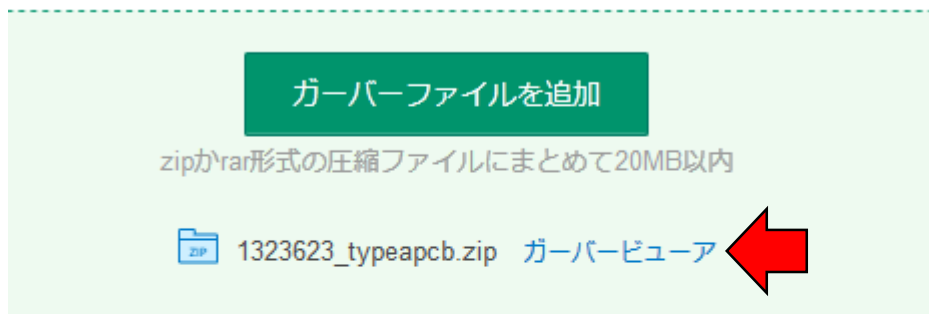 ガーバーファイルを追加
zipかrar形式の圧縮ファイルにまとめて20MB以内
ZIP 1323623_typeapcb.zip ガーバービューア